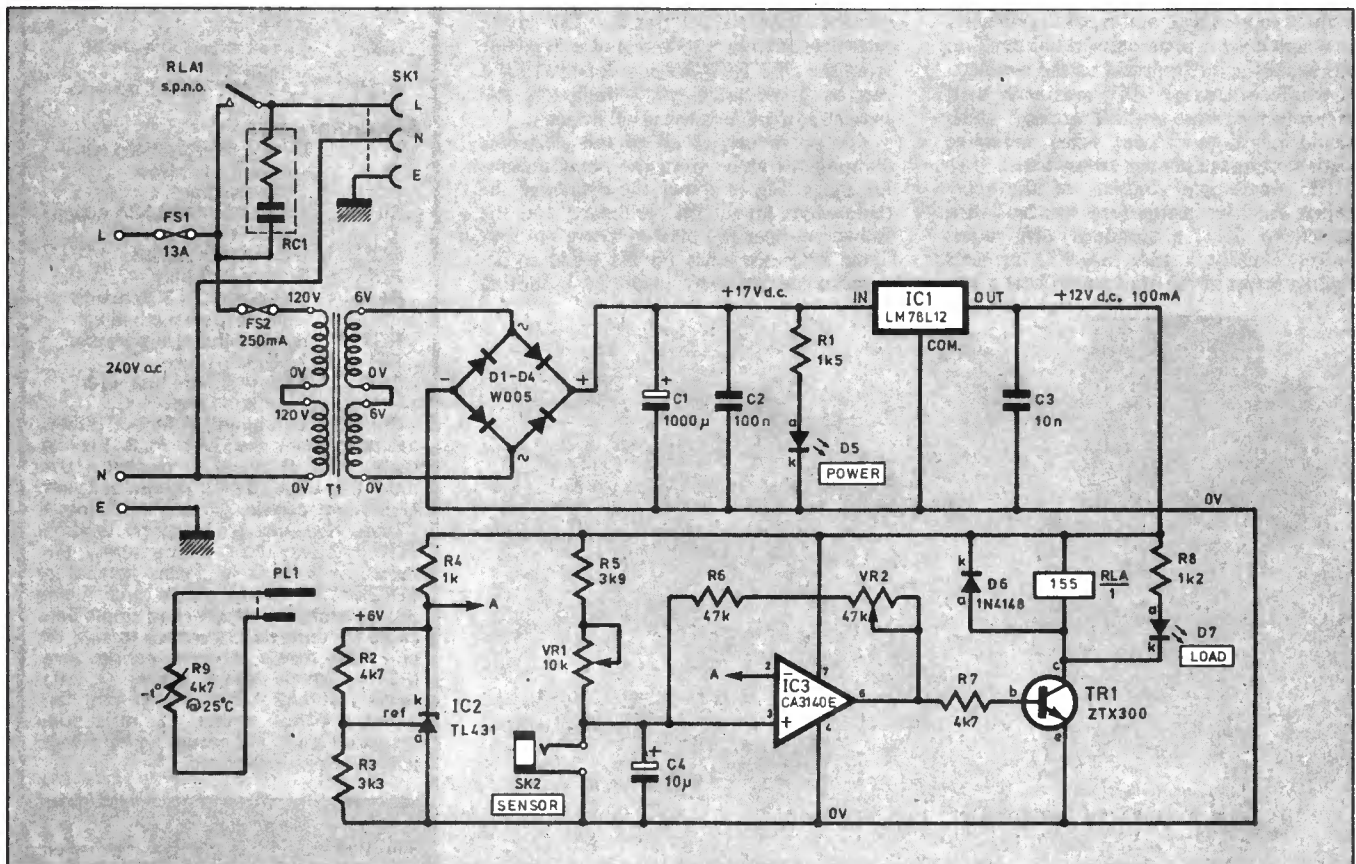 RLA1
s.p.n.o.
SK1
L
N
E
FS1
L
13A
RC1
120V
6V
FS2
250mA
240V a.c.
0V
0V
120V
6V
N
0V
T1
0V
E
D1-D4
W005
-
+
+17V d.c.
IN
IC1
LM78L12
OUT
COM.
+12V d.c. 100mA
+
C1
1000µ
C2
100n
R1
1k5
a
k
D5
POWER
C3
10n
0V
PL1
R9
4k7
@25°C
-t°
R4
1k
A
+6V
R2
4k7
ref
k
a
IC2
TL431
R3
3k3
R5
3k9
VR1
10k
SK2
SENSOR
+
C4
10µ
R6
47k
VR2
47k
A
2
-
3
+
IC3
CA3140E
7
6
4
R7
4k7
k
D6
1N4148
a
155
RLA
1
R8
1k2
a
k
D7
LOAD
c
b
e
TR1
ZTX300
0V